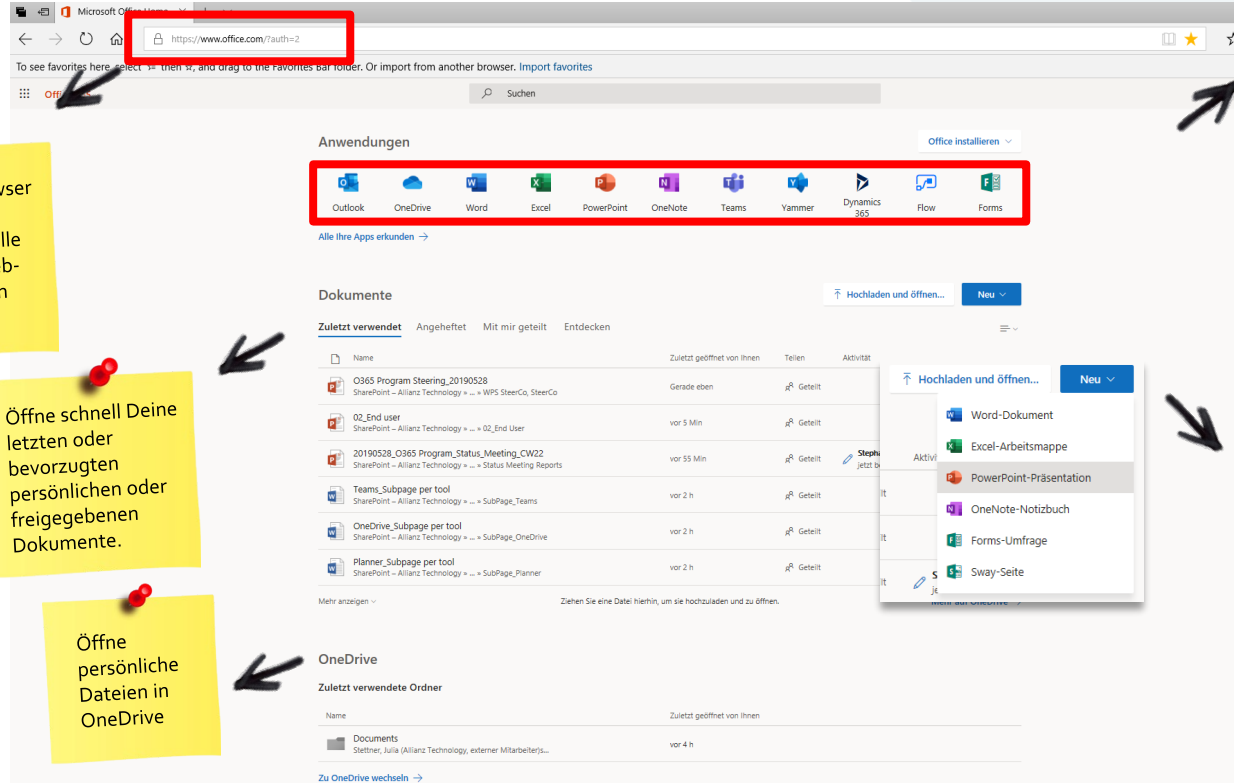 Microsoft Office Home
https://www.office.com/?auth=2
To see favorites here, select then ☆, and drag to the Favorites Bar folder. Or import from another browser. Import favorites
Suchen
Anwendungen
Office installieren
Outlook OneDrive Word Excel PowerPoint OneNote Teams Yammer Dynamics 365 Flow Forms
Alle Ihre Apps erkunden →
Dokumente
Hochladen und öffnen... Neu
Zuletzt verwendet Angeheftet Mit mir geteilt Entdecken
Name Zuletzt geöffnet von Ihnen Teilen Aktivität
O365 Program Steering_20190528
SharePoint – Allianz Technology » ... » WPS SteerCo, SteerCo
Gerade eben Geteilt
02_End user
SharePoint – Allianz Technology » ... » 02_End User
vor 5 Min Geteilt
20190528_O365 Program_Status_Meeting_CW22
SharePoint – Allianz Technology » ... » Status Meeting Reports
vor 55 Min Geteilt
Teams_Subpage per tool
SharePoint – Allianz Technology » ... » SubPage_Teams
vor 2 h Geteilt
OneDrive_Subpage per tool
SharePoint – Allianz Technology » ... » SubPage_OneDrive
vor 2 h Geteilt
Planner_Subpage per tool
SharePoint – Allianz Technology » ... » SubPage_Planner
vor 2 h Geteilt
Mehr anzeigen
Ziehen Sie eine Datei hierhin, um sie hochzuladen und zu öffnen.
Mehr auf OneDrive →
Hochladen und öffnen... Neu
Word-Dokument
Excel-Arbeitsmappe
PowerPoint-Präsentation
OneNote-Notizbuch
Forms-Umfrage
Sway-Seite
OneDrive
Zuletzt verwendete Ordner
Name Zuletzt geöffnet von Ihnen
Documents
Stettner, Julia (Allianz Technology, externer Mitarbeiter)s...
vor 4 h
Zu OneDrive wechseln →
Öffne schnell Deine
letzten oder
bevorzugten
persönlichen oder
freigegebenen
Dokumente.
Öffne
persönliche
Dateien in
OneDrive